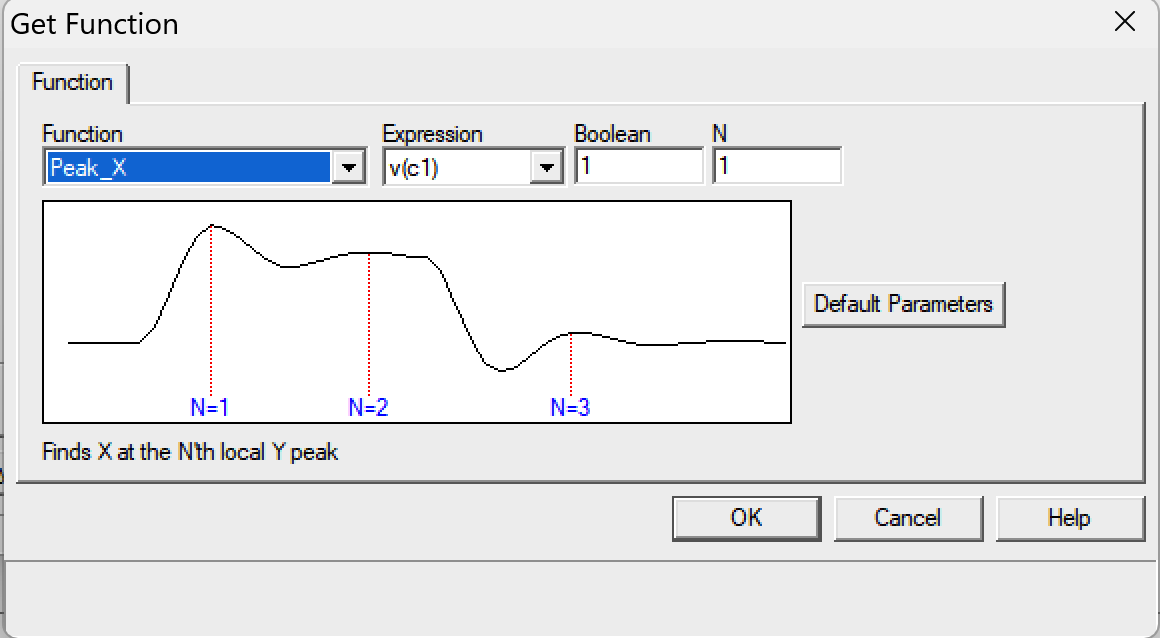 Get Function
Function
Function Expression Boolean N
Peak_X v(c1) 1 1
Default Parameters
N=1 N=2 N=3
Finds X at the N'th local Y peak
OK Cancel Help